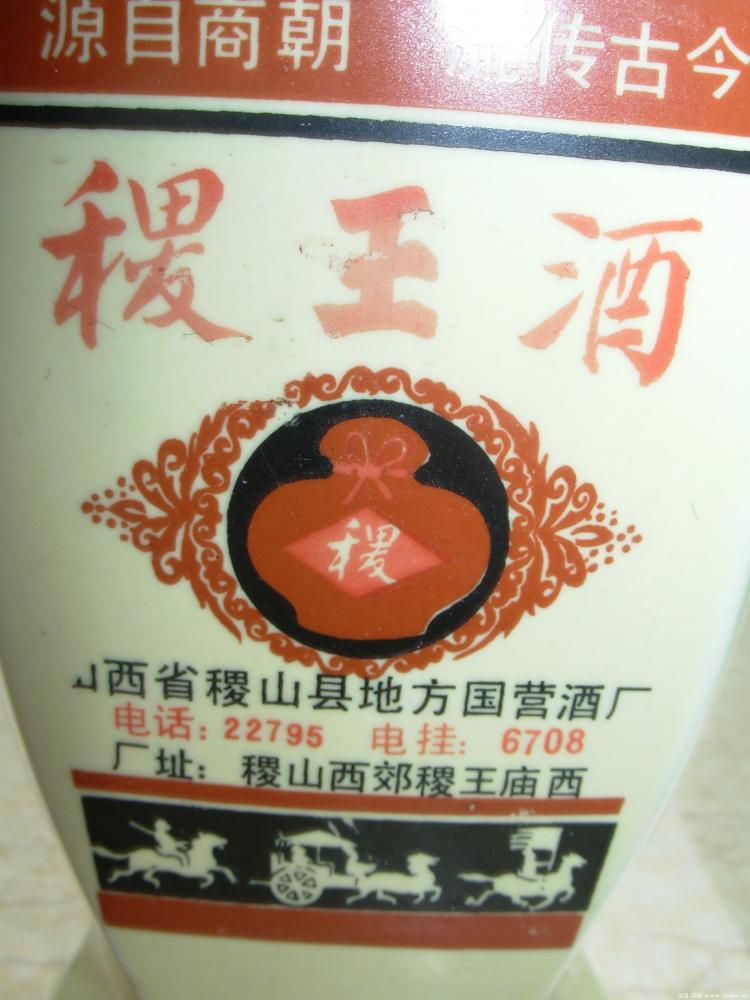 源自商朝 流传古今
稷王酒
稷
山西省稷山县地方国营酒厂
电话:22795 电挂:6708
厂址:稷山西郊稷王庙西